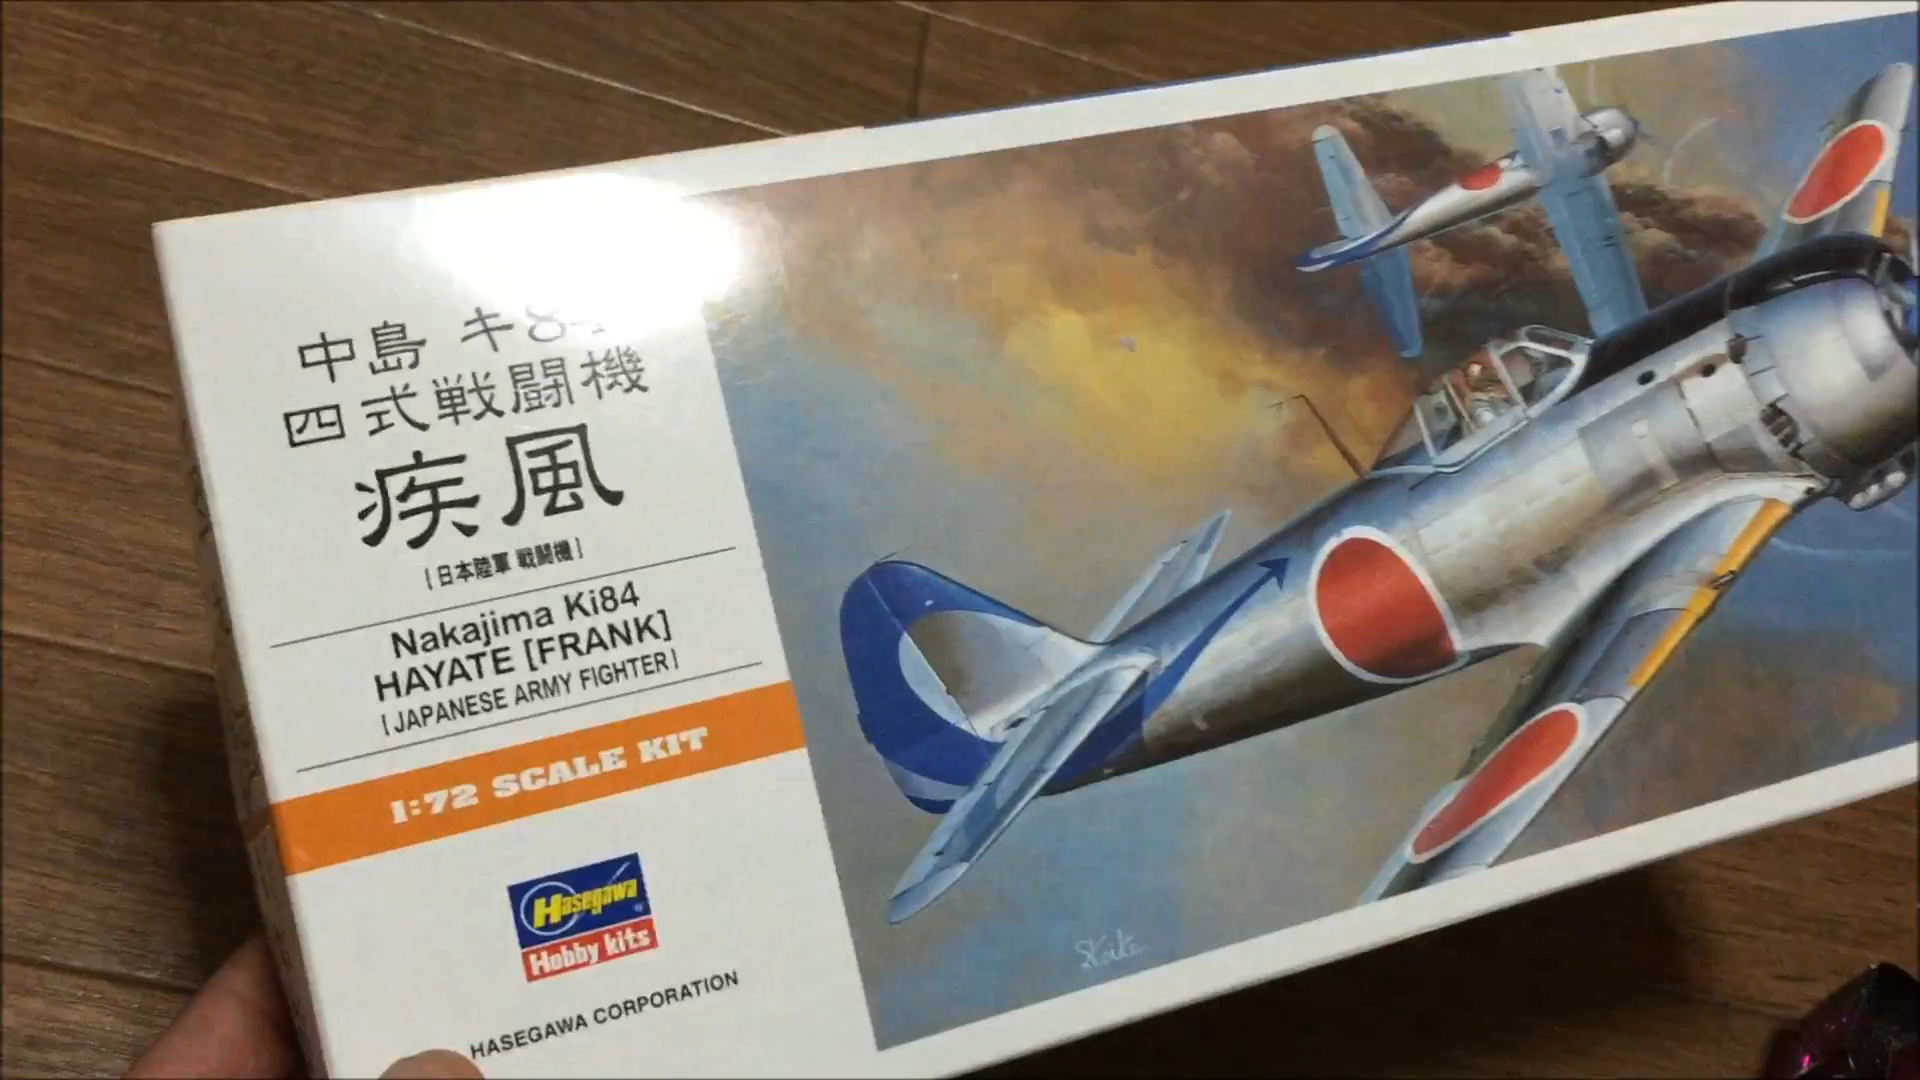 中島 キ84
四式戦闘機
疾風
[日本陸軍 戦闘機]
Nakajima Ki84
HAYATE [FRANK]
[JAPANESE ARMY FIGHTER]
1:72 SCALE KIT
Hasegawa
Hobby kits
HASEGAWA CORPORATION